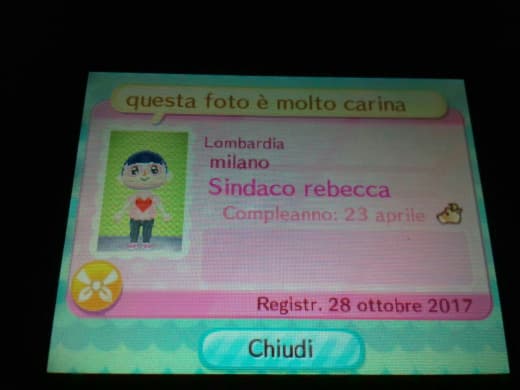 questa foto è molto carina
Lombardia
milano
Sindaco rebecca
Compleanno: 23 aprile
Registr. 28 ottobre 2017
Chiudi